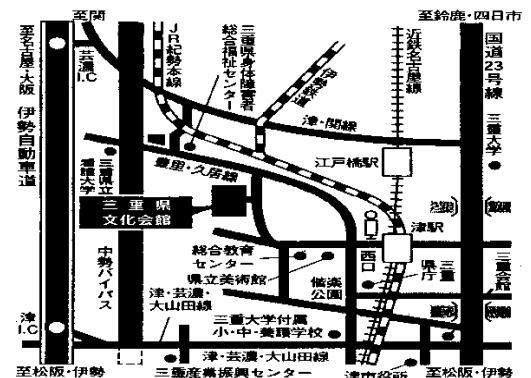 至関
至鈴鹿・四日市
至名古屋・大阪
伊勢自動車道
芸濃
I.C
JR紀勢本線
三重県身体障害者
総合福祉センター
伊勢鉄道
近鉄名古屋線
国道23号線
津・関線
三重大学
江戸橋駅
豊里・久居線
三重県立
看護大学
三重県
文化会館
中勢バイパス
津駅
西口
総合教育
センター
県立美術館
偕楽
公園
三重
県庁
三重会館
津
I.C
津・芸濃・
大山田線
三重大学付属
小・中・養護学校
津・芸濃・大山田線
至松阪・伊勢
三重産業振興センター
津市役所
至松阪・伊勢